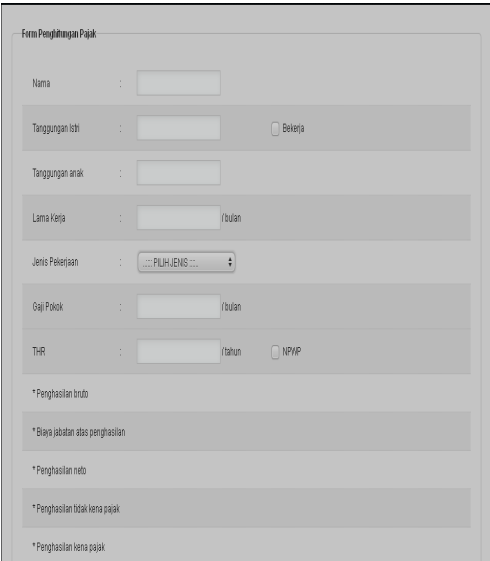 Form Penghitungan Pajak
Nama :
Tanggungan Istri : Bekerja
Tanggungan anak :
Lama Kerja : / bulan
Jenis Pekerjaan : ..:::: PILIH JENIS ::::..
Gaji Pokok : / bulan
THR : / tahun NPWP
* Penghasilan bruto
* Biaya jabatan atas penghasilan
* Penghasilan neto
* Penghasilan tidak kena pajak
* Penghasilan kena pajak